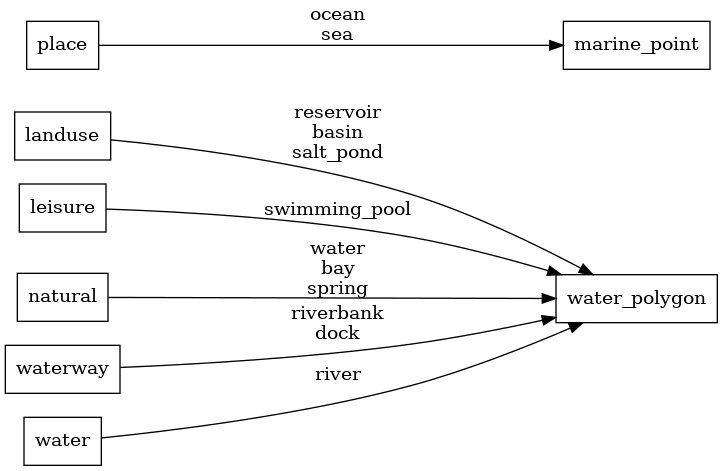 ocean
sea
place
marine_point
reservoir
basin
salt_pond
landuse
leisure
swimming_pool
water
bay
spring
natural
water_polygon
riverbank
dock
waterway
river
water